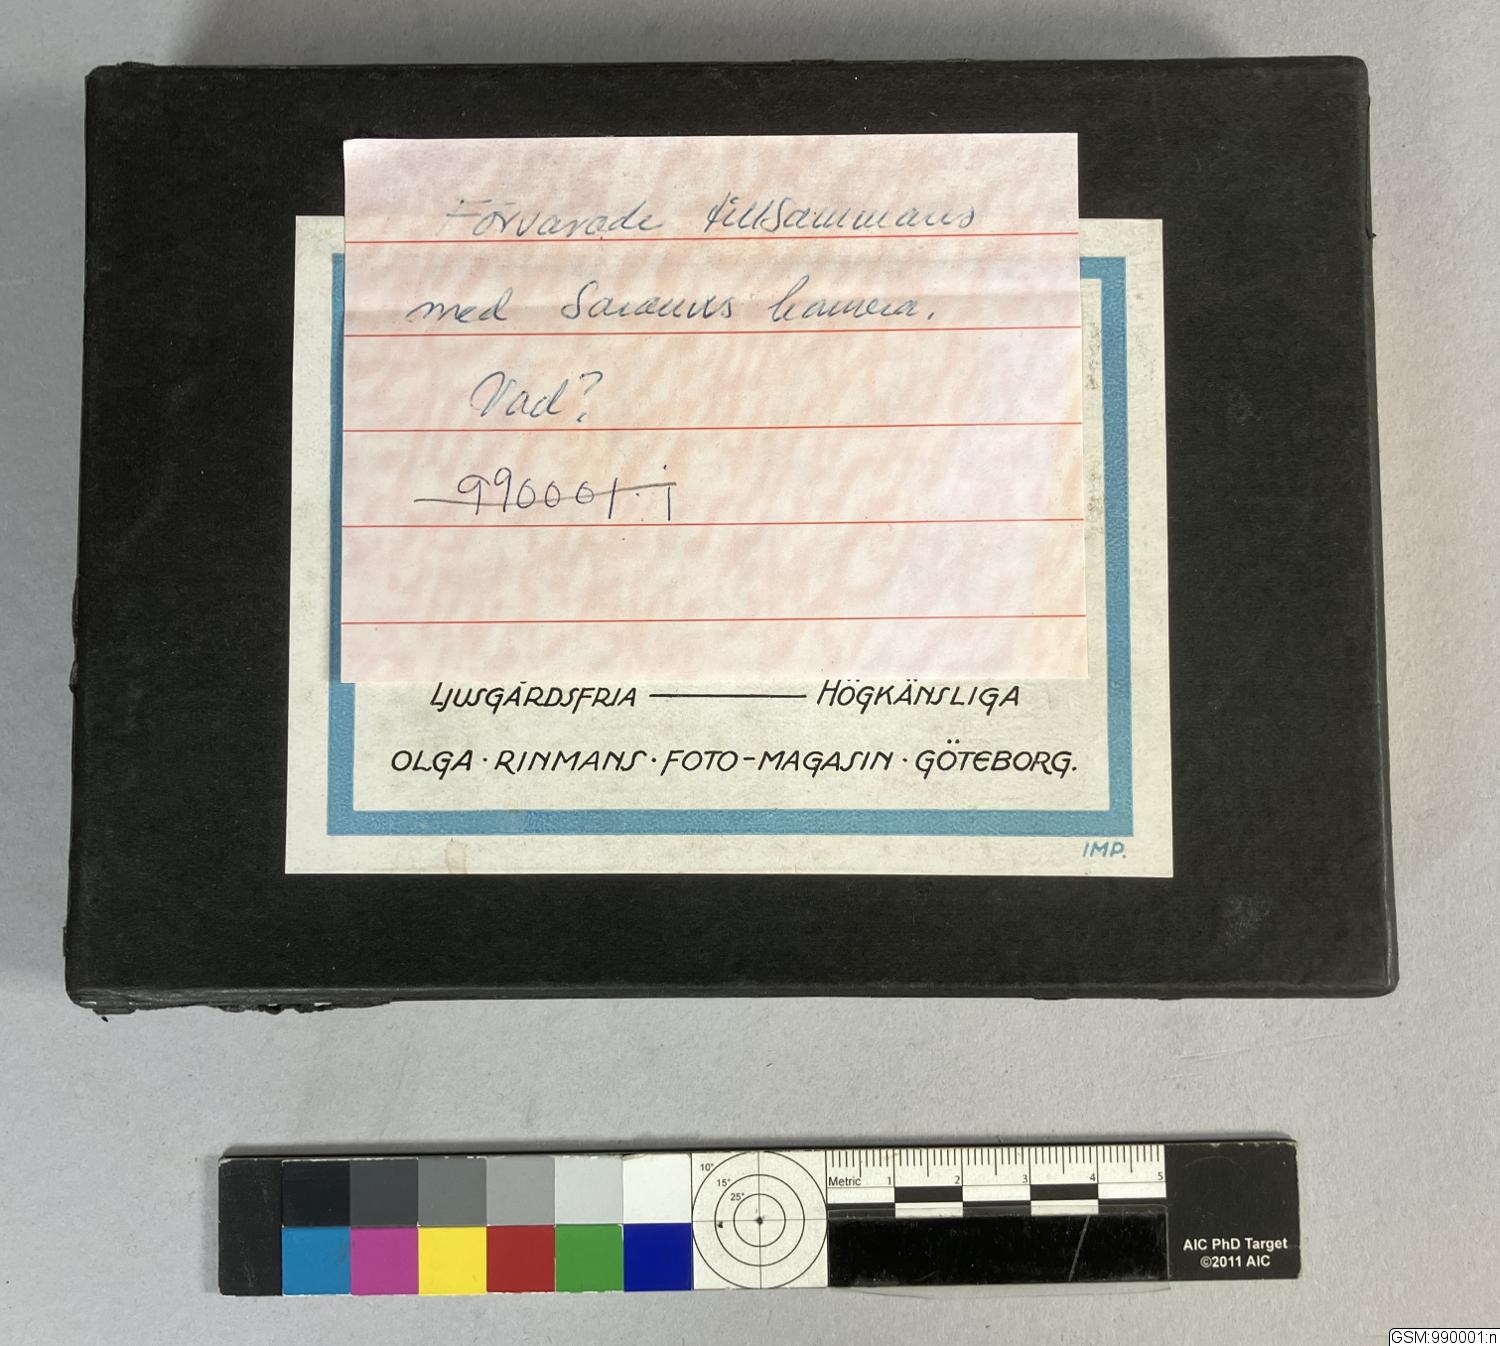 Förvarade tillsammans
med Sarauws kamera.
Vad?
990001:j
LJUSGÅRDSFRIA — HÖGKÄNSLIGA
OLGA · RINMANS · FOTO-MAGASIN · GÖTEBORG.
IMP.
10°
15°
25°
Metric 1 2 3 4 5
AIC PhD Target
©2011 AIC
GSM:990001:n